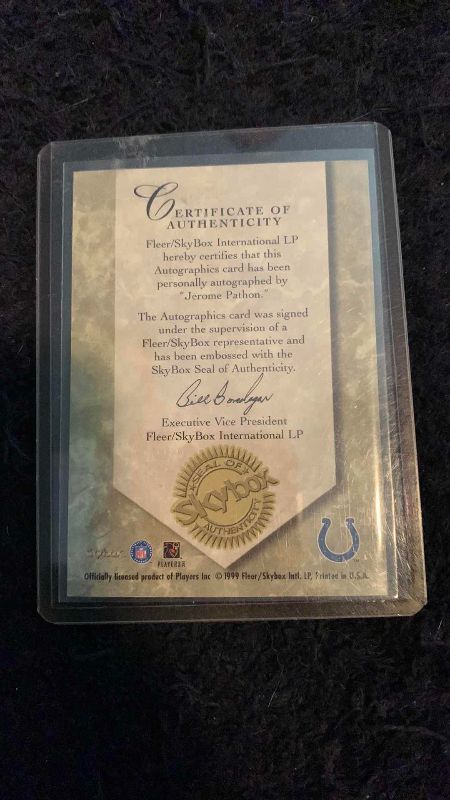 CERTIFICATE OF
AUTHENTICITY
Fleer/SkyBox International LP
hereby certifies that this
Autographics card has been
personally autographed by
"Jerome Pathon."
The Autographics card was signed
under the supervision of a
Fleer/SkyBox representative and
has been embossed with the
SkyBox Seal of Authenticity.
Executive Vice President
Fleer/SkyBox International LP
SEAL OF
Skybox
AUTHENTICITY
NFL
PLAYERS
Officially licensed product of Players Inc © 1999 Fleer/Skybox Intl. LP, Printed in U.S.A.